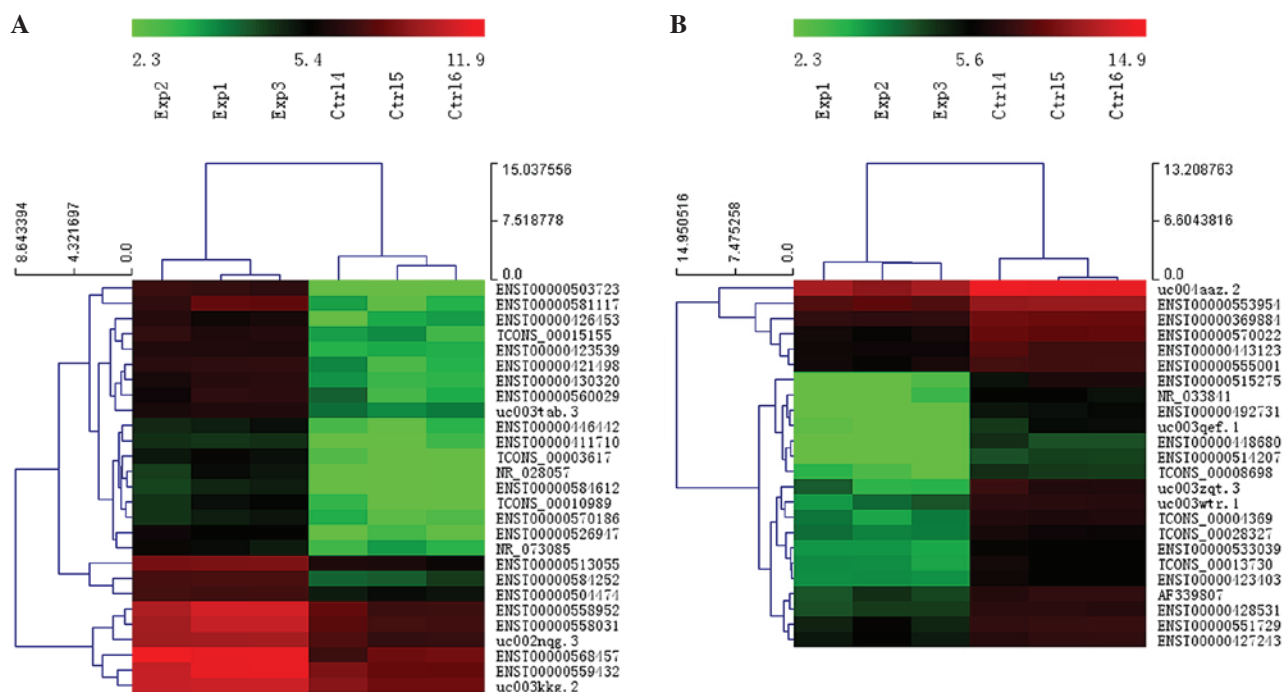 A
2.3 5.4 11.9
Exp2 Exp1 Exp3 Ctrl4 Ctrl5 Ctrl6
15.037556
7.518778
0.0
8.643394 4.321697 0.0
ENST00000503723
ENST00000581117
ENST00000426453
TCONS_00015155
ENST00000423539
ENST00000421498
ENST00000430320
ENST00000560029
uc003tab.3
ENST00000446442
ENST00000411710
TCONS_00003617
NR_028057
ENST00000584612
TCONS_00010989
ENST00000570186
ENST00000526947
NR_073085
ENST00000513055
ENST00000584252
ENST00000504474
ENST00000558952
ENST00000558031
uc002nqg.3
ENST00000568457
ENST00000559432
uc003kkg.2
B
2.3 5.6 14.9
Exp1 Exp2 Exp3 Ctrl4 Ctrl5 Ctrl6
13.208763
6.6043816
0.0
14.950516 7.475258 0.0
uc004aaz.2
ENST00000553954
ENST00000369884
ENST00000570022
ENST00000443123
ENST00000555001
ENST00000515275
NR_033841
ENST00000492731
uc003qef.1
ENST00000448680
ENST00000514207
TCONS_00008698
uc003zqt.3
uc003wtr.1
TCONS_00004369
TCONS_00028327
ENST00000533039
TCONS_00013730
ENST00000423403
AF339807
ENST00000428531
ENST00000551729
ENST00000427243